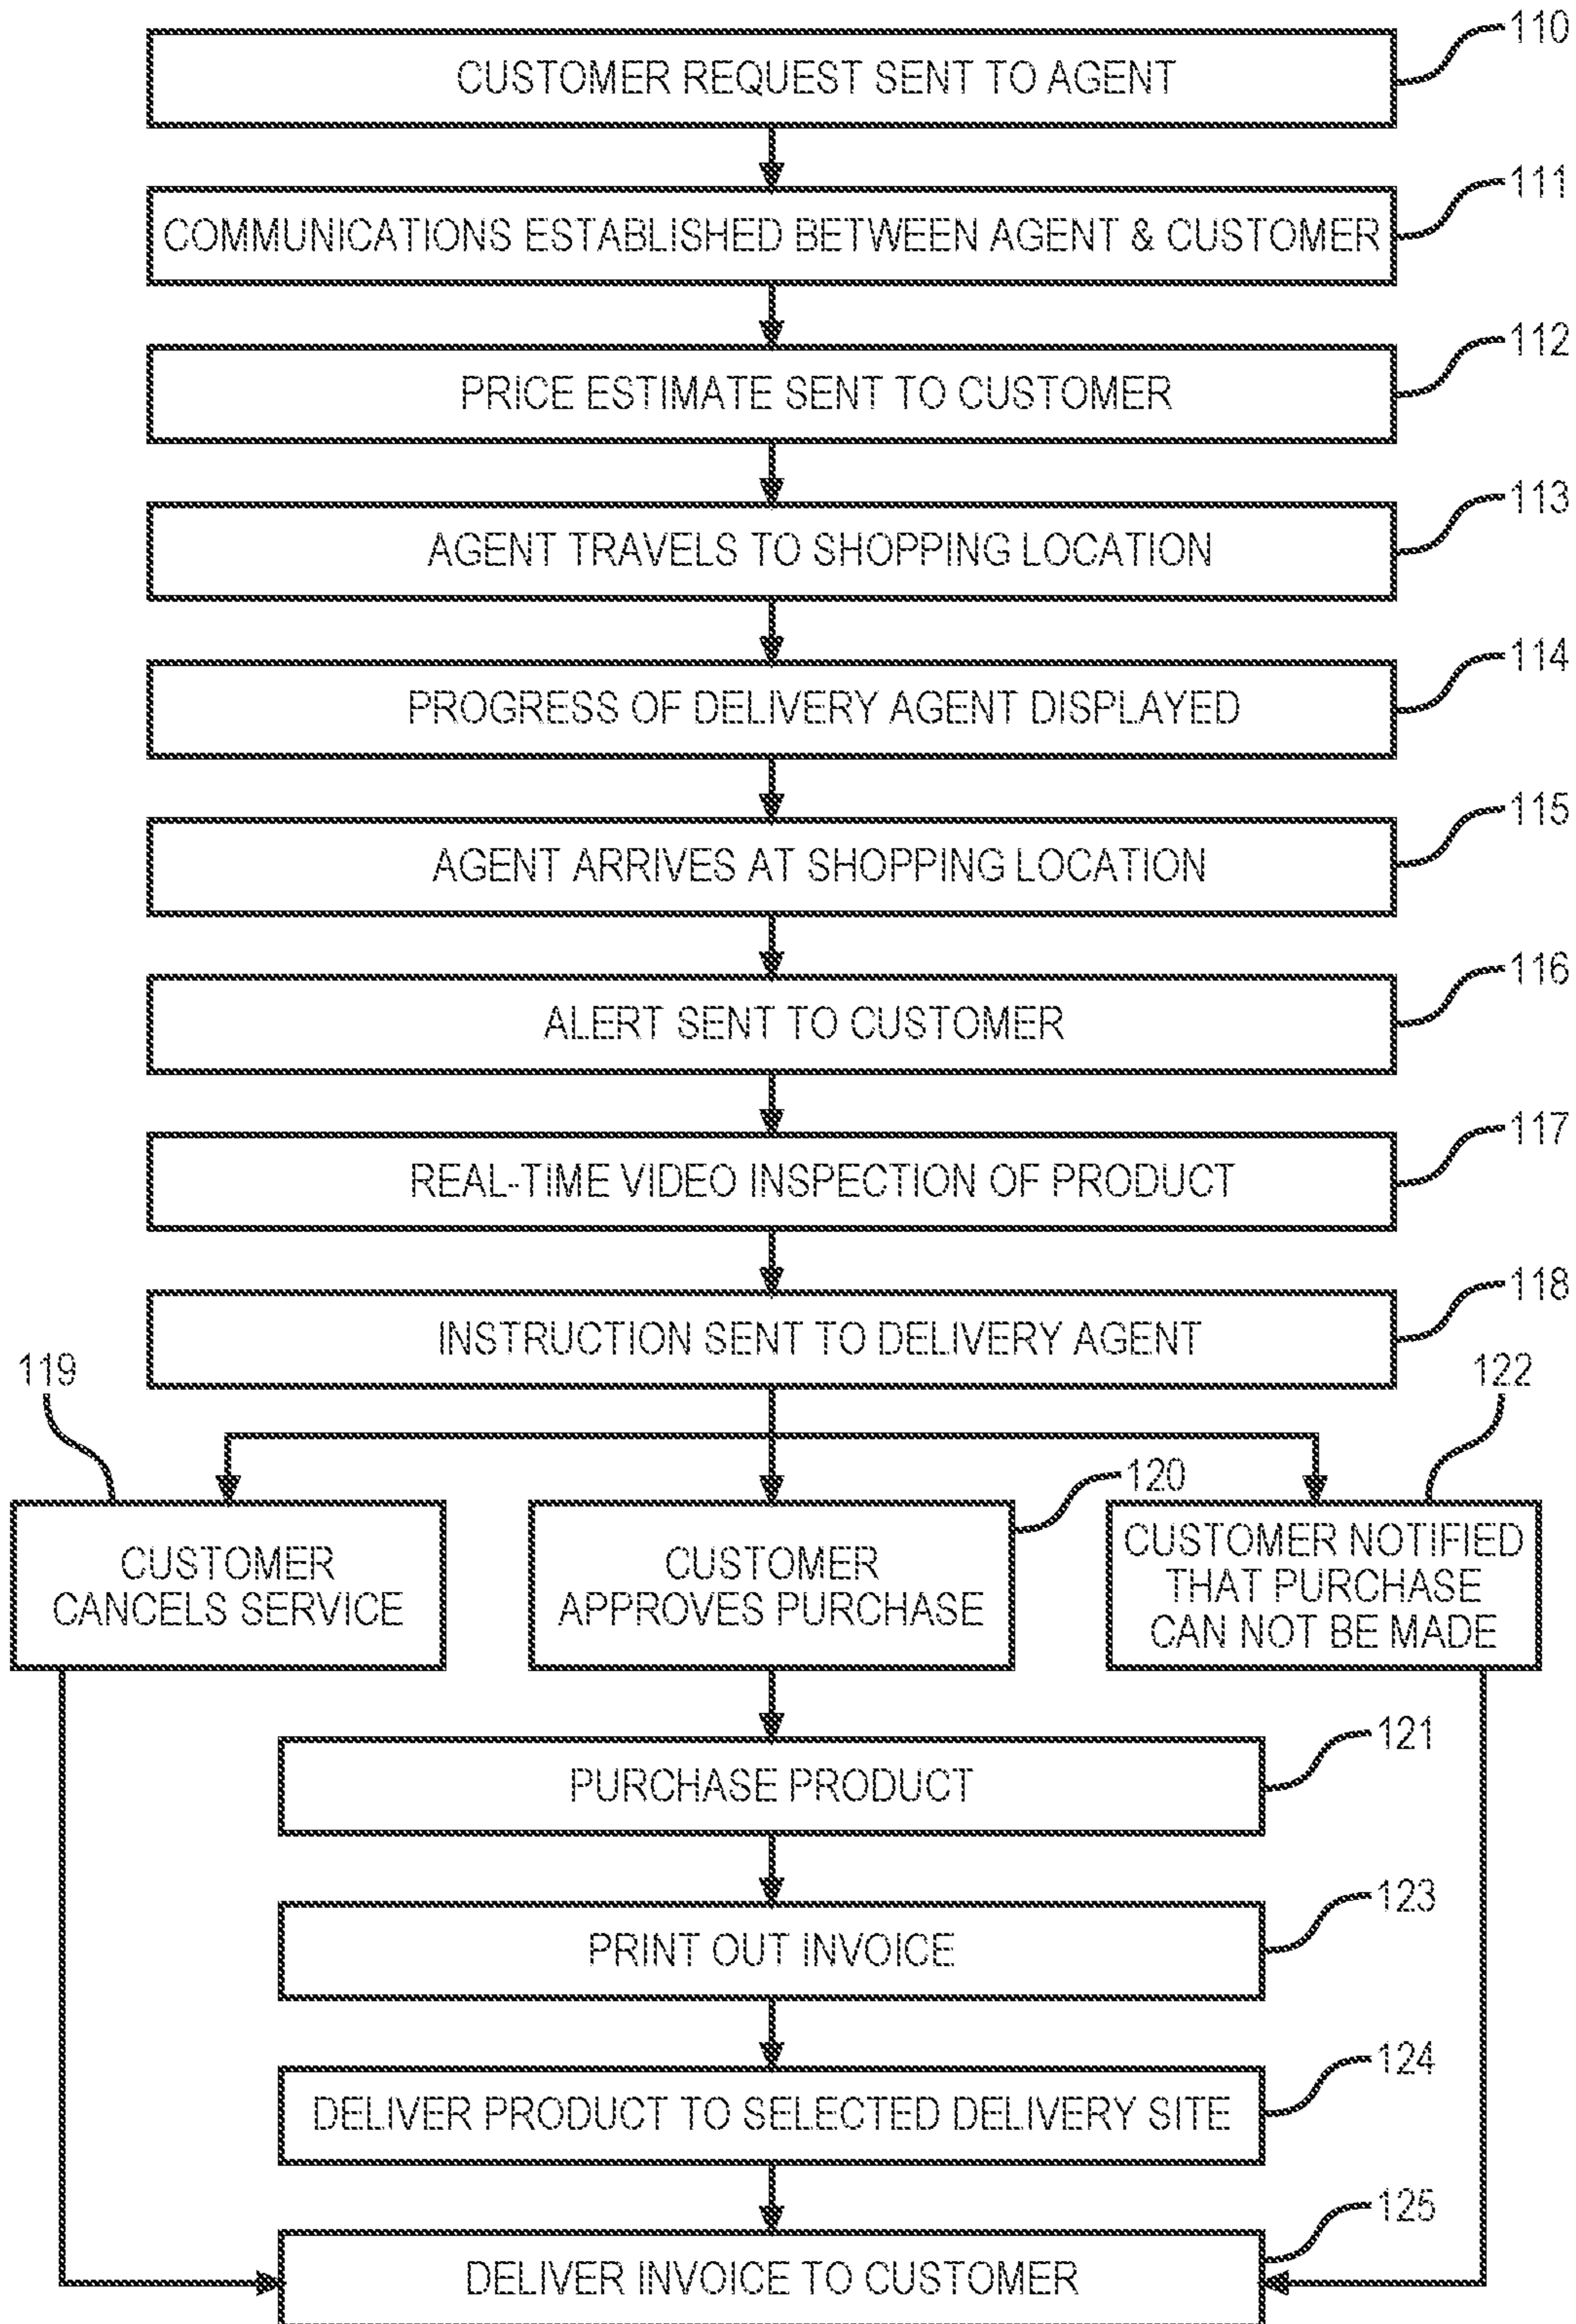 110
CUSTOMER REQUEST SENT TO AGENT
111
COMMUNICATIONS ESTABLISHED BETWEEN AGENT & CUSTOMER
112
PRICE ESTIMATE SENT TO CUSTOMER
113
AGENT TRAVELS TO SHOPPING LOCATION
114
PROGRESS OF DELIVERY AGENT DISPLAYED
115
AGENT ARRIVES AT SHOPPING LOCATION
116
ALERT SENT TO CUSTOMER
117
REAL-TIME VIDEO INSPECTION OF PRODUCT
118
INSTRUCTION SENT TO DELIVERY AGENT
119
CUSTOMER
CANCELS SERVICE
120
CUSTOMER
APPROVES PURCHASE
122
CUSTOMER NOTIFIED
THAT PURCHASE
CAN NOT BE MADE
121
PURCHASE PRODUCT
123
PRINT OUT INVOICE
124
DELIVER PRODUCT TO SELECTED DELIVERY SITE
125
DELIVER INVOICE TO CUSTOMER